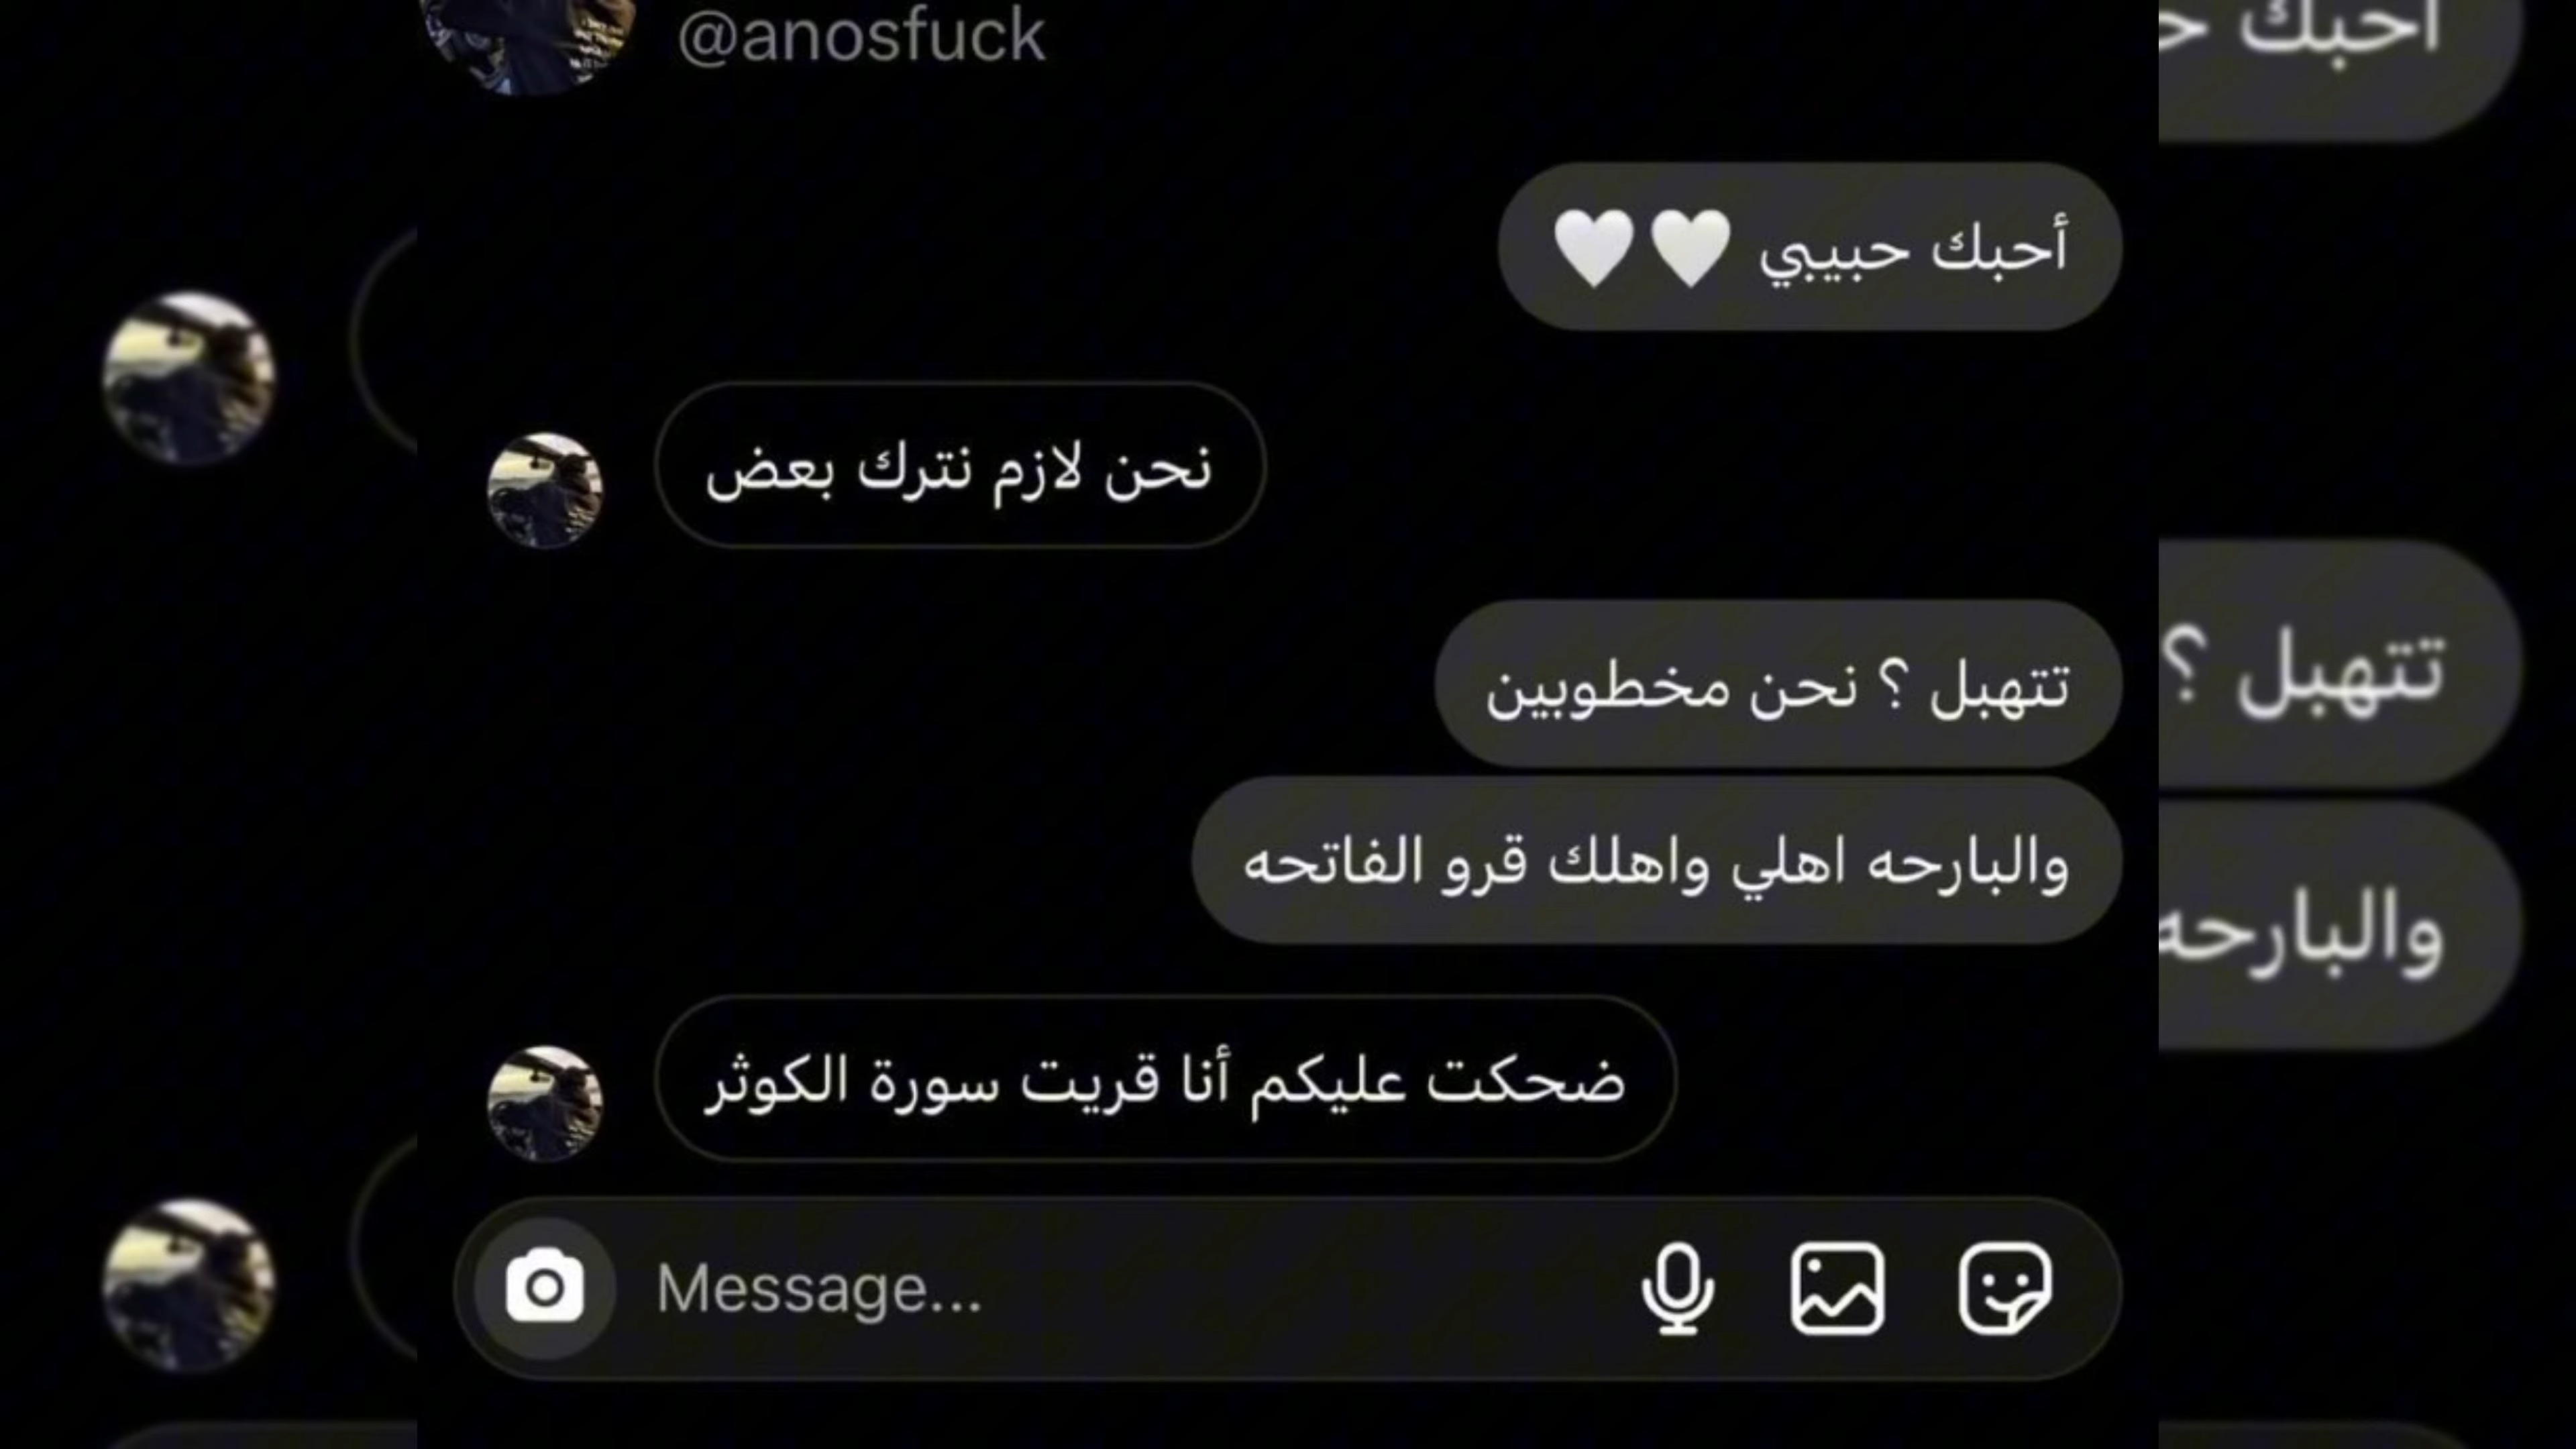 @anosfuck
أحبك حبيبي 🤍🤍
نحن لازم نترك بعض
تتهبل ؟ نحن مخطوبين
والبارحه اهلي واهلك قرو الفاتحه
ضحكت عليكم أنا قريت سورة الكوثر
Message...